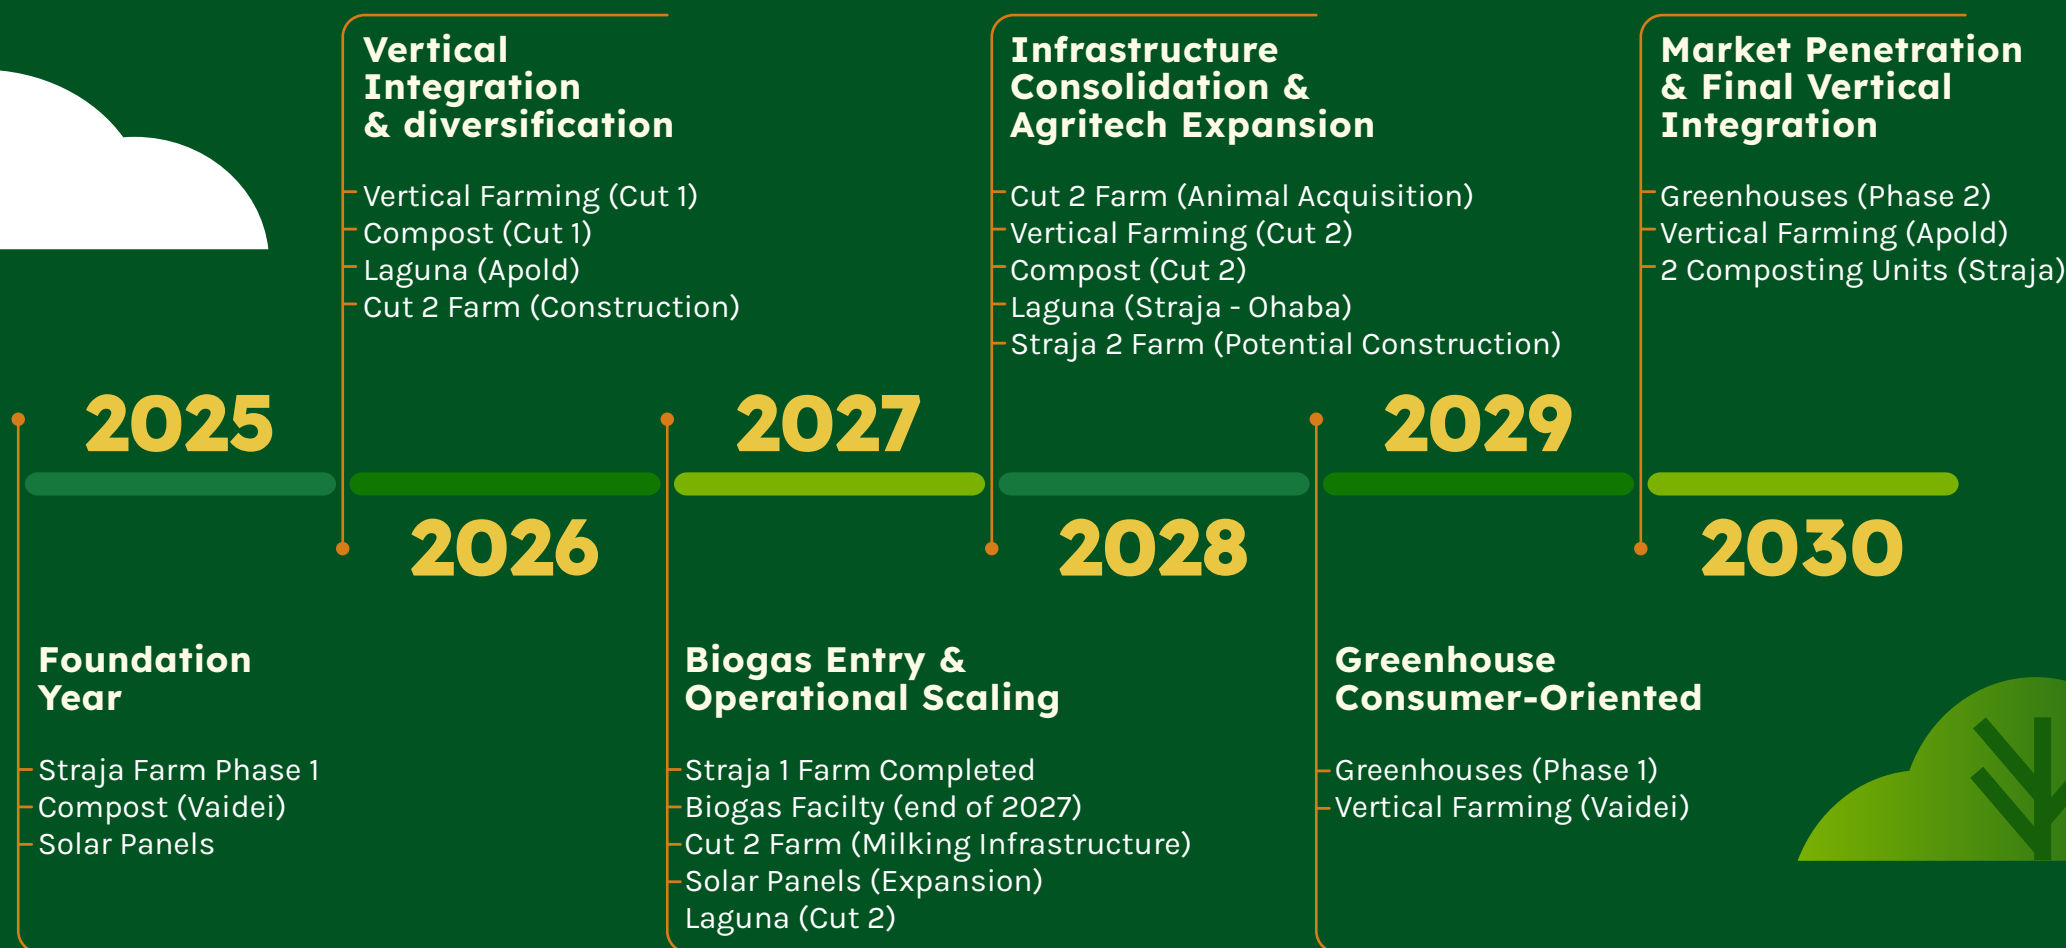 2025
Foundation
Year
Straja Farm Phase 1
Compost (Vaidei)
Solar Panels
Vertical
Integration
& diversification
Vertical Farming (Cut 1)
Compost (Cut 1)
Laguna (Apold)
Cut 2 Farm (Construction)
2026
2027
Biogas Entry &
Operational Scaling
Straja 1 Farm Completed
Biogas Facilty (end of 2027)
Cut 2 Farm (Milking Infrastructure)
Solar Panels (Expansion)
Laguna (Cut 2)
Infrastructure
Consolidation &
Agritech Expansion
Cut 2 Farm (Animal Acquisition)
Vertical Farming (Cut 2)
Compost (Cut 2)
Laguna (Straja - Ohaba)
Straja 2 Farm (Potential Construction)
2028
2029
Greenhouse
Consumer-Oriented
Greenhouses (Phase 1)
Vertical Farming (Vaidei)
Market Penetration
& Final Vertical
Integration
Greenhouses (Phase 2)
Vertical Farming (Apold)
2 Composting Units (Straja)
2030